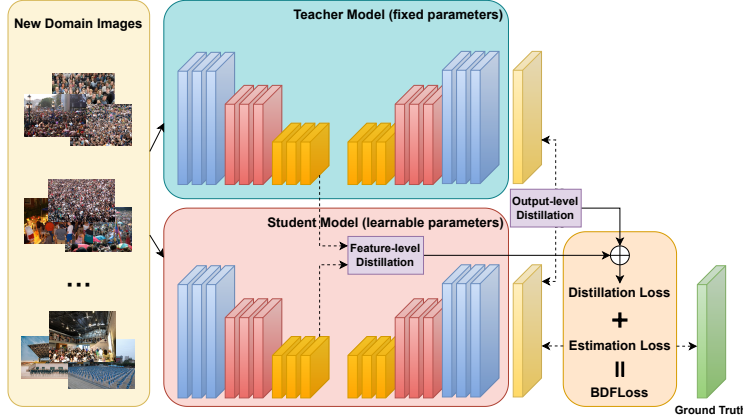 New Domain Images
...
Teacher Model (fixed parameters)
Student Model (learnable parameters)
Feature-level
Distillation
Output-level
Distillation
Distillation Loss
+
Estimation Loss
=
BDFLoss
Ground Truth